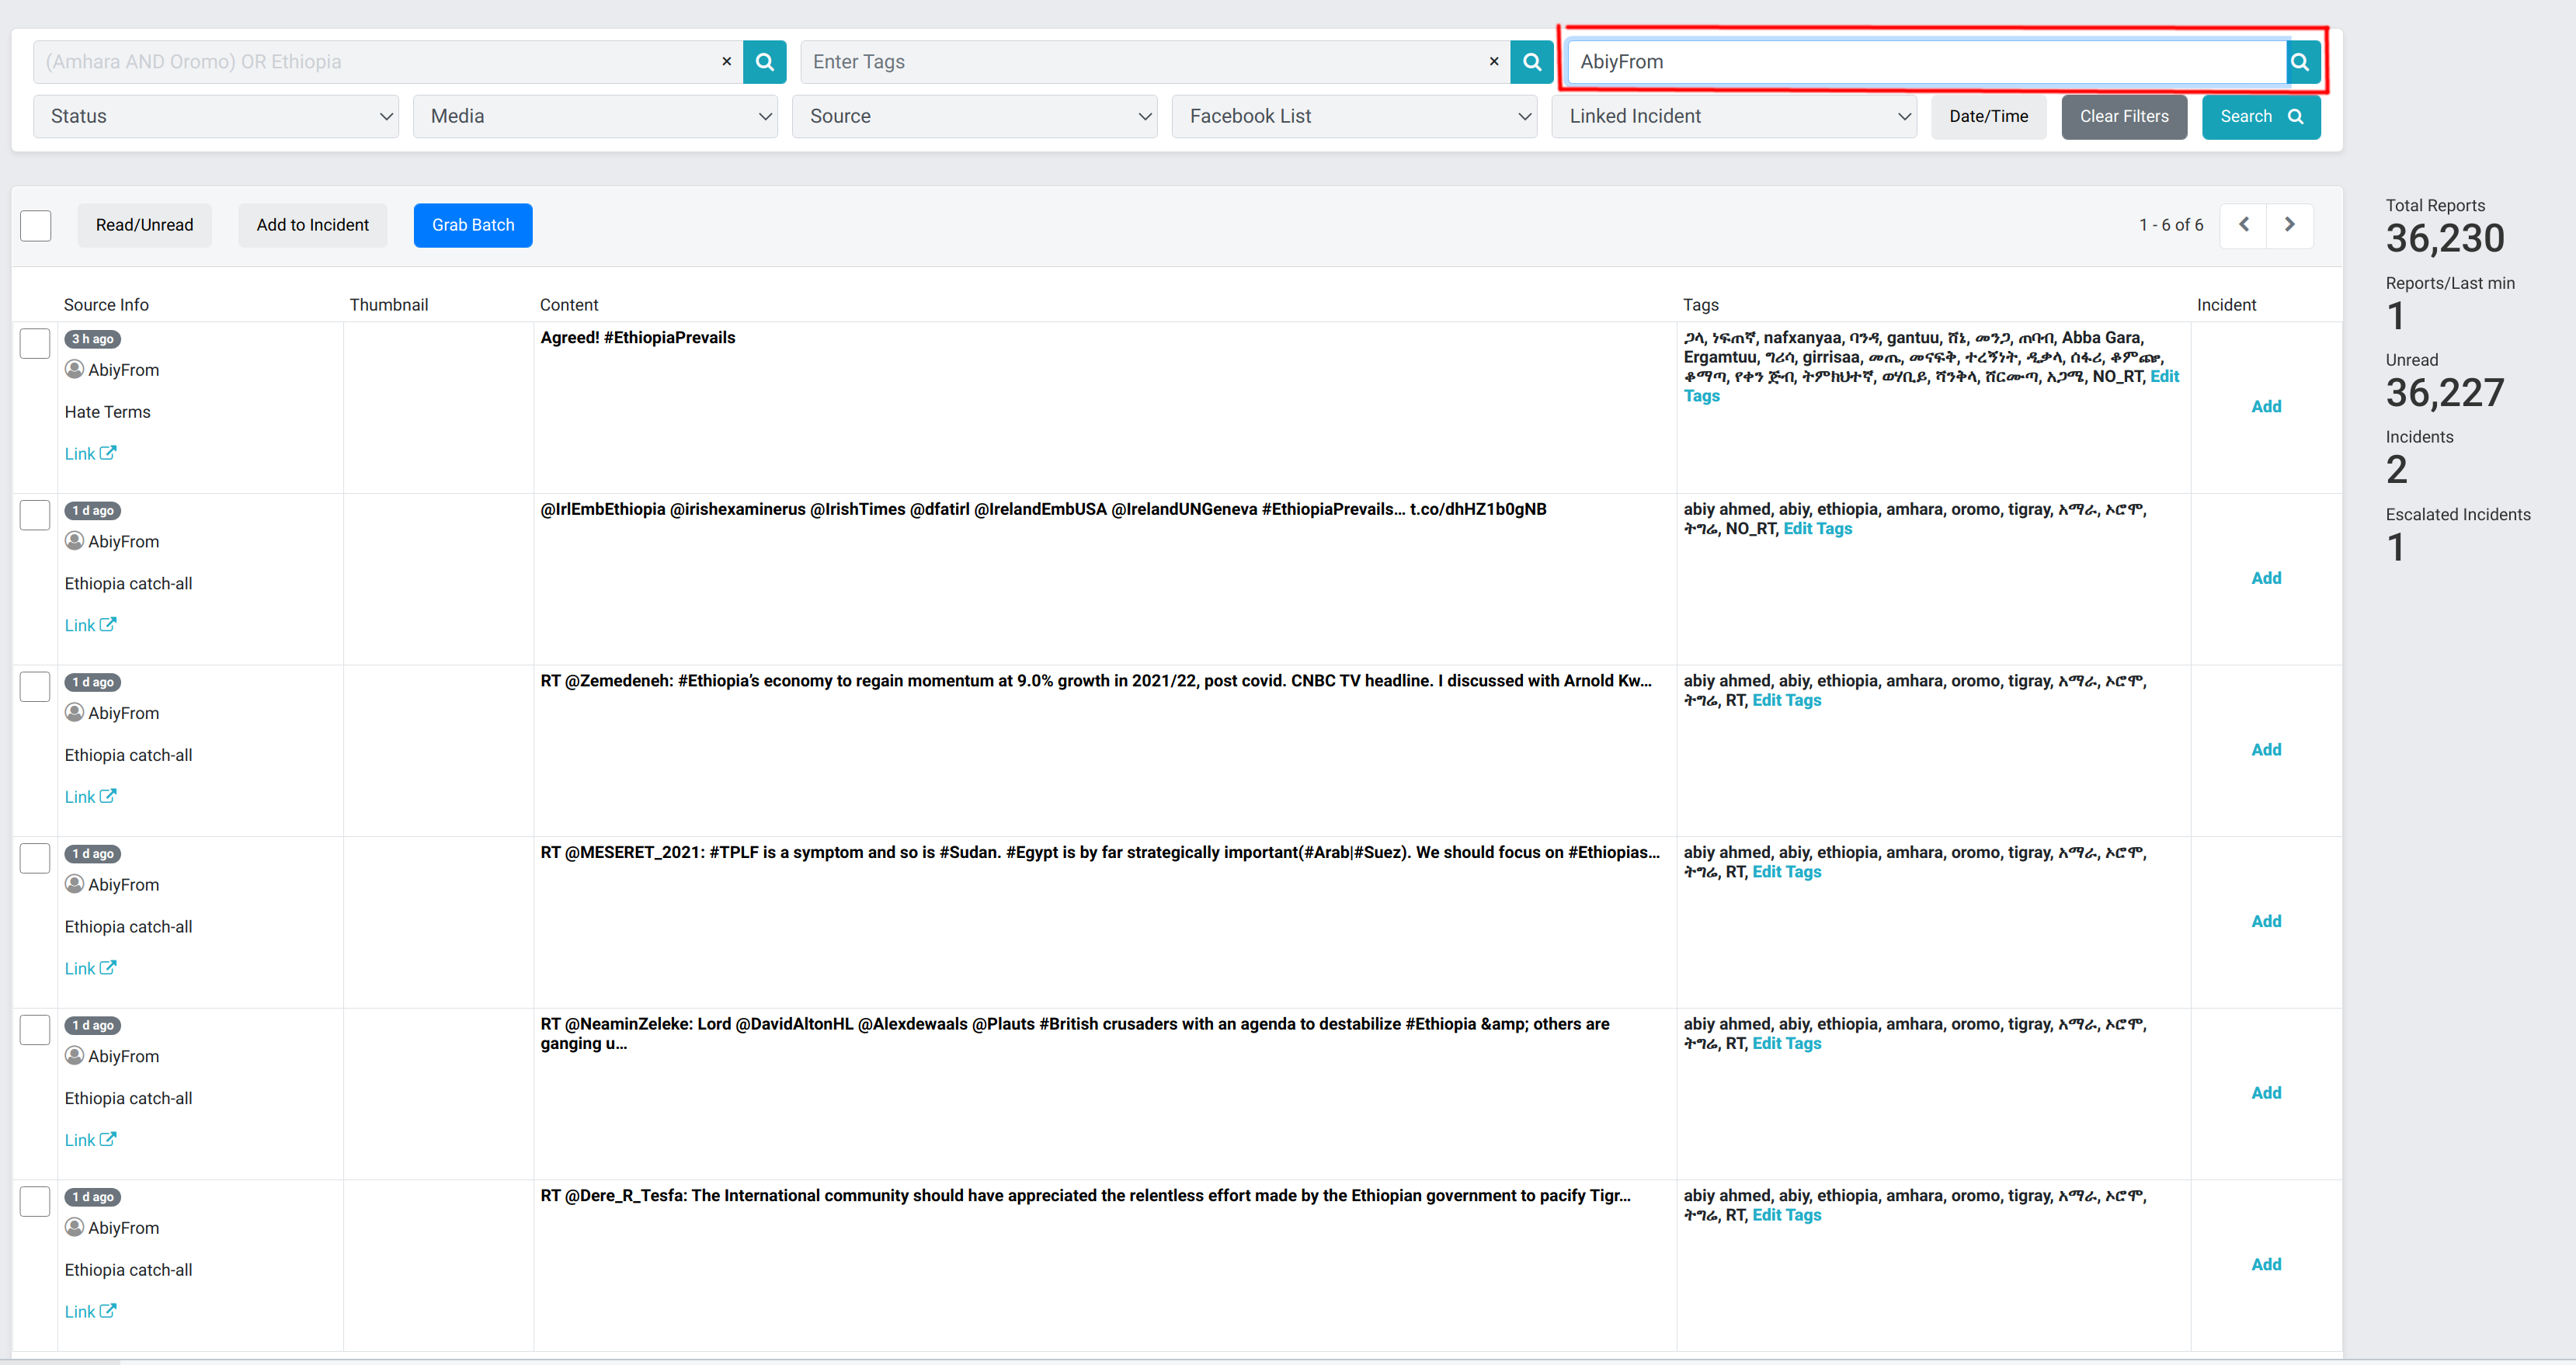 (Amhara AND Oromo) OR Ethiopia ×
Enter Tags ×
AbiyFrom
Status
Media
Source
Facebook List
Linked Incident
Date/Time
Clear Filters
Search
Read/Unread
Add to Incident
Grab Batch
1 - 6 of 6
Total Reports
36,230
Reports/Last min
1
Unread
36,227
Incidents
2
Escalated Incidents
1
Source Info
Thumbnail
Content
Tags
Incident
3 h ago
AbiyFrom
Hate Terms
Link
Agreed! #EthiopiaPrevails
ጋላ, ነፍጠኛ, nafxanyaa, ባንዳ, gantuu, ሸኔ, መንጋ, ጠባብ, Abba Gara,
Ergamtuu, ግሪሳ, girrisaa, መጤ, መናፍቅ, ተረኝነት, ዲቃላ, ሰፋሪ, ቆምጬ,
ቆማጣ, የቀን ጅብ, ትምክህተኛ, ወሃቢይ, ሻንቅላ, ሸርሙጣ, አጋሜ, NO_RT, Edit
Tags
Add
1 d ago
AbiyFrom
Ethiopia catch-all
Link
@IrlEmbEthiopia @irishexaminerus @IrishTimes @dfatirl @IrelandEmbUSA @IrelandUNGeneva #EthiopiaPrevails… t.co/dhHZ1b0gNB
abiy ahmed, abiy, ethiopia, amhara, oromo, tigray, አማራ, ኦሮሞ,
ትግሬ, NO_RT, Edit Tags
Add
1 d ago
AbiyFrom
Ethiopia catch-all
Link
RT @Zemedeneh: #Ethiopia’s economy to regain momentum at 9.0% growth in 2021/22, post covid. CNBC TV headline. I discussed with Arnold Kw…
abiy ahmed, abiy, ethiopia, amhara, oromo, tigray, አማራ, ኦሮሞ,
ትግሬ, RT, Edit Tags
Add
1 d ago
AbiyFrom
Ethiopia catch-all
Link
RT @MESERET_2021: #TPLF is a symptom and so is #Sudan. #Egypt is by far strategically important(#Arab|#Suez). We should focus on #Ethiopias…
abiy ahmed, abiy, ethiopia, amhara, oromo, tigray, አማራ, ኦሮሞ,
ትግሬ, RT, Edit Tags
Add
1 d ago
AbiyFrom
Ethiopia catch-all
Link
RT @NeaminZeleke: Lord @DavidAltonHL @Alexdewaals @Plauts #British crusaders with an agenda to destabilize #Ethiopia &amp; others are
ganging u…
abiy ahmed, abiy, ethiopia, amhara, oromo, tigray, አማራ, ኦሮሞ,
ትግሬ, RT, Edit Tags
Add
1 d ago
AbiyFrom
Ethiopia catch-all
Link
RT @Dere_R_Tesfa: The International community should have appreciated the relentless effort made by the Ethiopian government to pacify Tigr…
abiy ahmed, abiy, ethiopia, amhara, oromo, tigray, አማራ, ኦሮሞ,
ትግሬ, RT, Edit Tags
Add